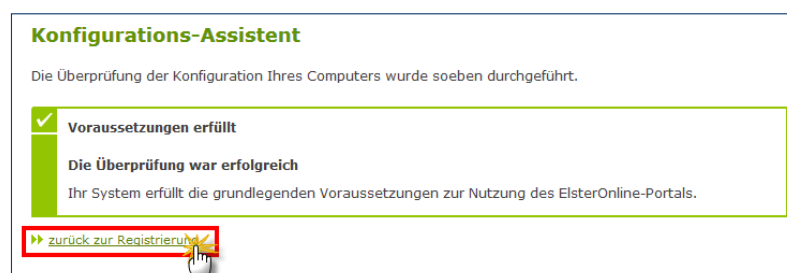 Konfigurations-Assistent
Die Überprüfung der Konfiguration Ihres Computers wurde soeben durchgeführt.
Voraussetzungen erfüllt
Die Überprüfung war erfolgreich
Ihr System erfüllt die grundlegenden Voraussetzungen zur Nutzung des ElsterOnline-Portals.
zurück zur Registrierung